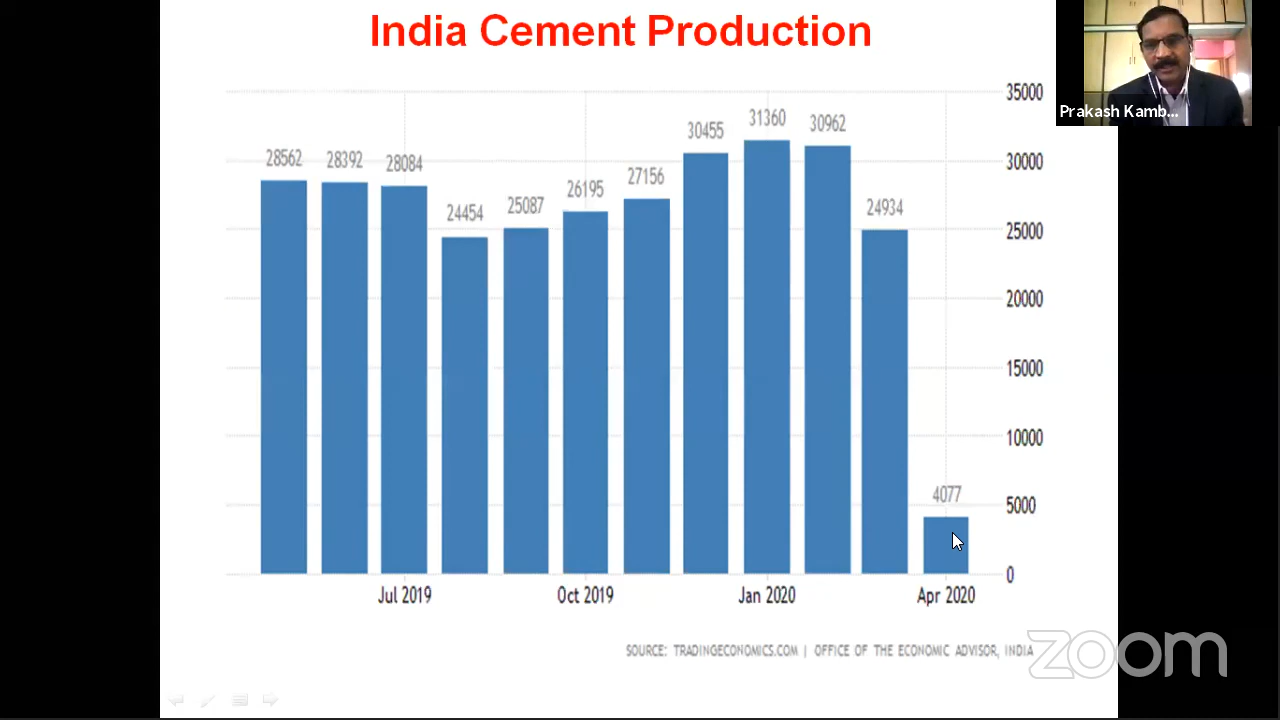 India Cement Production
Prakash Kamb...
35000
30000
25000
20000
15000
10000
5000
0
28562
28392
28084
24454
25087
26195
27156
30455
31360
30962
24934
4077
Jul 2019
Oct 2019
Jan 2020
Apr 2020
SOURCE: TRADINGECONOMICS.COM | OFFICE OF THE ECONOMIC ADVISOR, INDIA
zoom